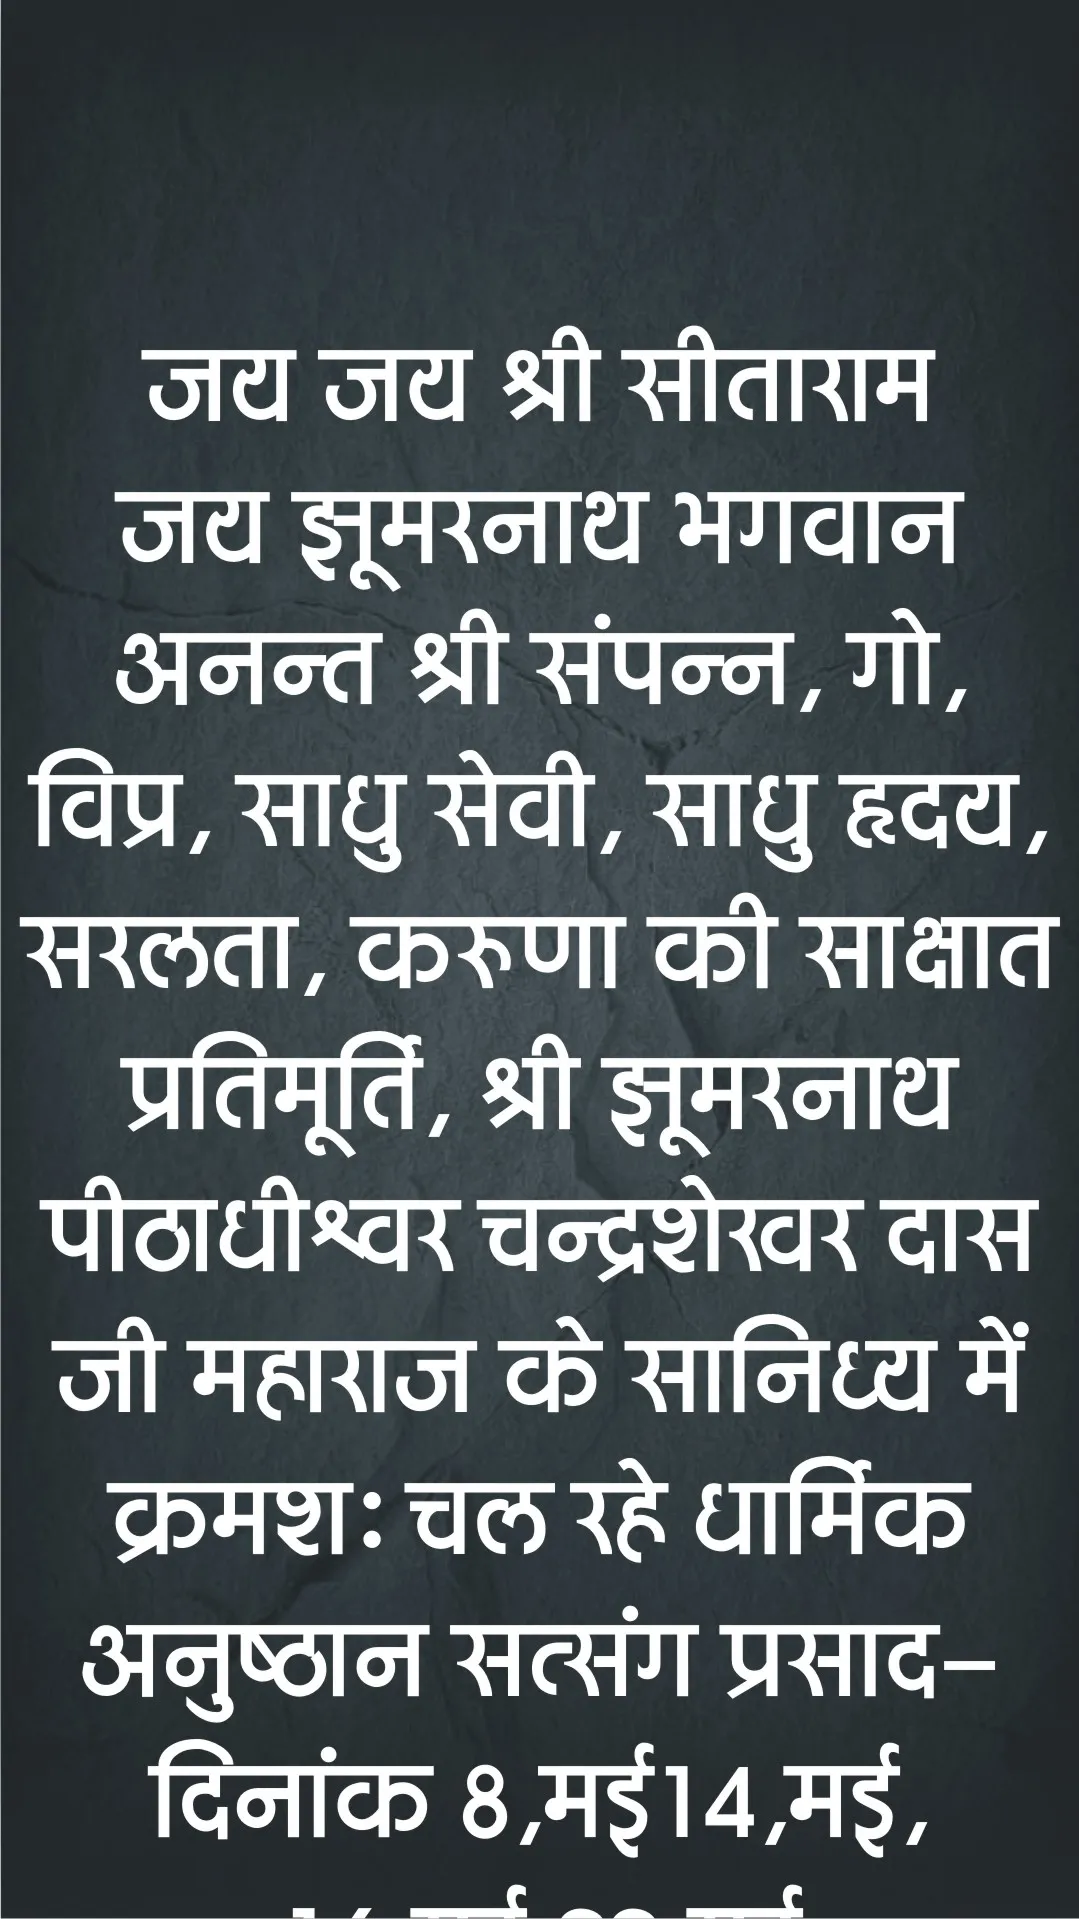 जय जय श्री सीताराम
जय झूमरनाथ भगवान
अनन्त श्री संपन्न, गो,
विप्र, साधु सेवी, साधु हृदय,
सरलता, करुणा की साक्षात
प्रतिमूर्ति, श्री झूमरनाथ
पीठाधीश्वर चन्द्रशेखर दास
जी महाराज के सानिध्य में
क्रमशः चल रहे धार्मिक
अनुष्ठान सत्संग प्रसाद–
दिनांक 8,मई14,मई,